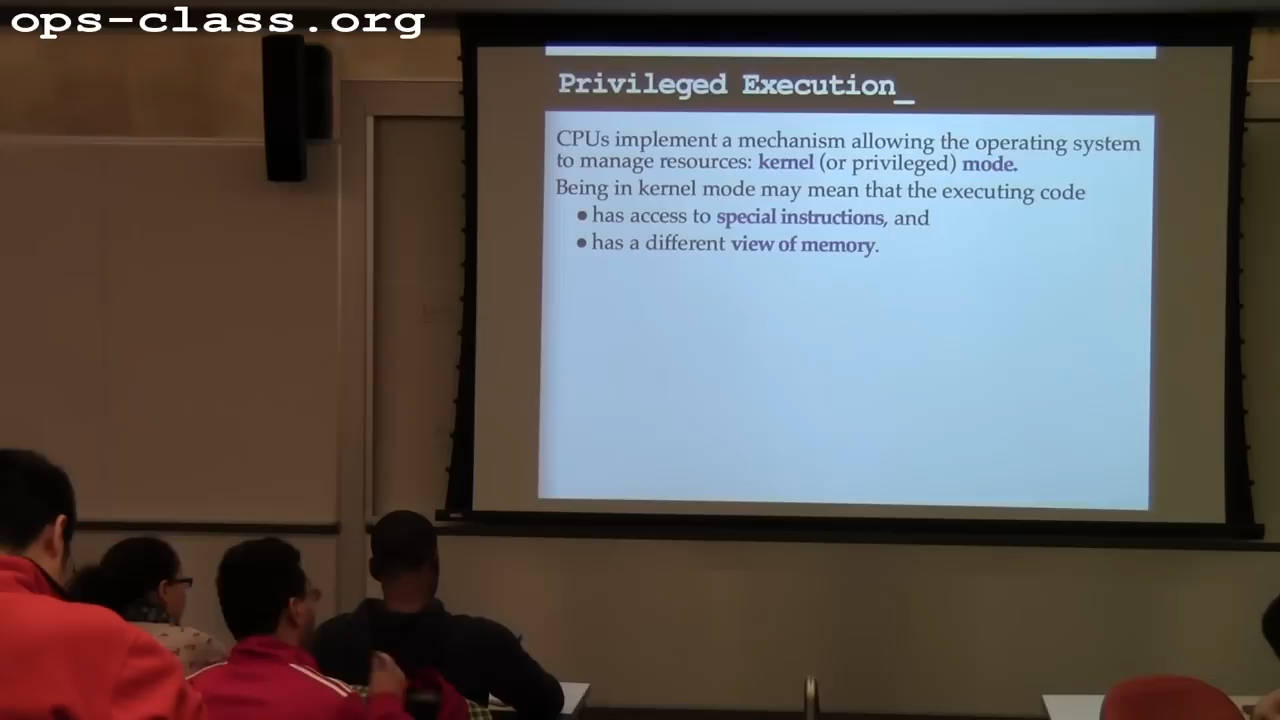 ops-class.org
Privileged Execution_
CPUs implement a mechanism allowing the operating system
to manage resources: kernel (or privileged) mode.
Being in kernel mode may mean that the executing code
● has access to special instructions, and
● has a different view of memory.